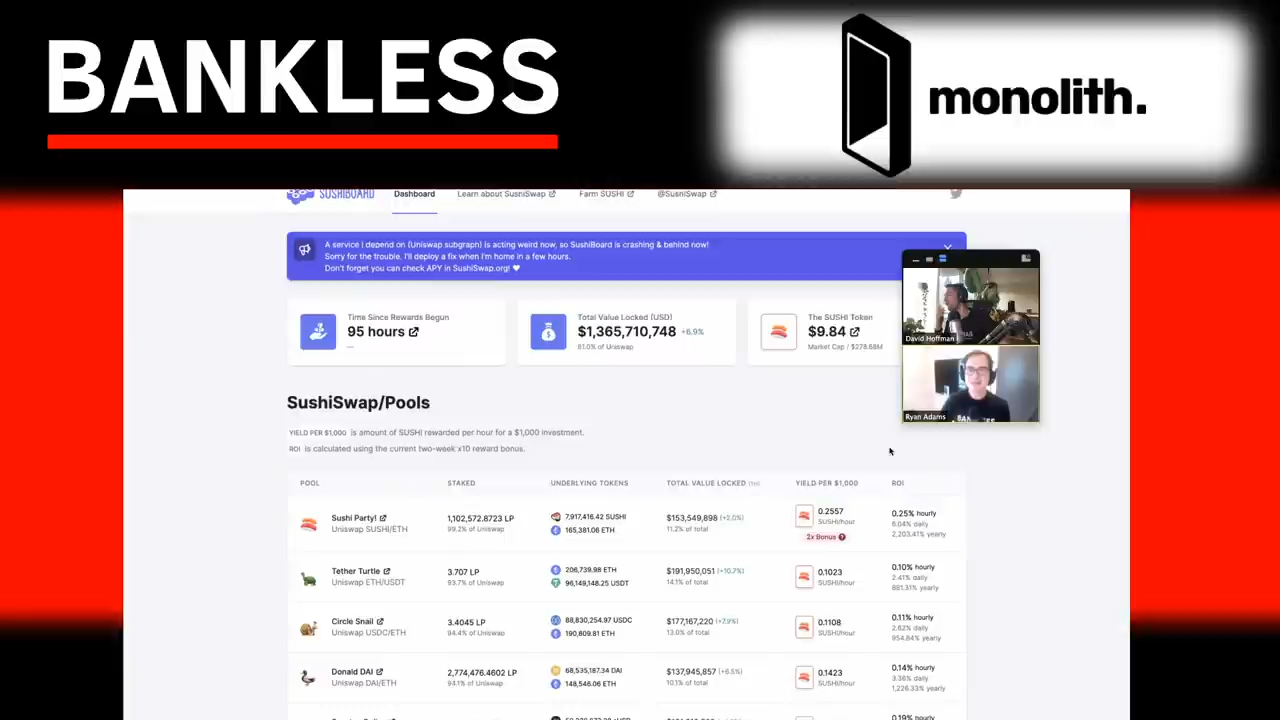 BANKLESS
monolith.
SUSHIBOARD
Dashboard
Learn about SushiSwap
Farm SUSHI
@SushiSwap
A service I depend on (Uniswap subgraph) is acting weird now, so SushiBoard is crashing & behind now!
Sorry for the trouble. I'll deploy a fix when I'm home in a few hours.
Don't forget you can check APY in SushiSwap.org! ♥
Time Since Rewards Begun
95 hours
—
Total Value Locked (USD)
$1,365,710,748 +6.9%
61.0% of Uniswap
The SUSHI Token
$9.84
Market Cap / $278.68M
David Hoffman
Ryan Adams
SushiSwap/Pools
YIELD PER $1,000 is amount of SUSHI rewarded per hour for a $1,000 investment.
ROI is calculated using the current two-week x10 reward bonus.
POOL STAKED UNDERLYING TOKENS TOTAL VALUE LOCKED (1H) YIELD PER $1,000 ROI
Sushi Party!
Uniswap SUSHI/ETH
1,102,572.8723 LP
99.2% of Uniswap
7,917,416.42 SUSHI
165,381.06 ETH
$153,549,898 (+2.0%)
11.2% of total
0.2557
SUSHI/hour
2x Bonus ?
0.25% hourly
6.04% daily
2,203.41% yearly
Tether Turtle
Uniswap ETH/USDT
3.707 LP
93.7% of Uniswap
206,739.98 ETH
96,149,148.25 USDT
$191,950,051 (+10.7%)
14.1% of total
0.1023
SUSHI/hour
0.10% hourly
2.41% daily
881.31% yearly
Circle Snail
Uniswap USDC/ETH
3.4045 LP
94.4% of Uniswap
88,830,254.97 USDC
190,809.81 ETH
$177,167,220 (+7.9%)
13.0% of total
0.1108
SUSHI/hour
0.11% hourly
2.62% daily
954.84% yearly
Donald DAI
Uniswap DAI/ETH
2,774,476.4602 LP
94.1% of Uniswap
68,535,187.34 DAI
148,546.06 ETH
$137,945,857 (+6.5%)
10.1% of total
0.1423
SUSHI/hour
0.14% hourly
3.36% daily
1,226.33% yearly
0.19% hourly